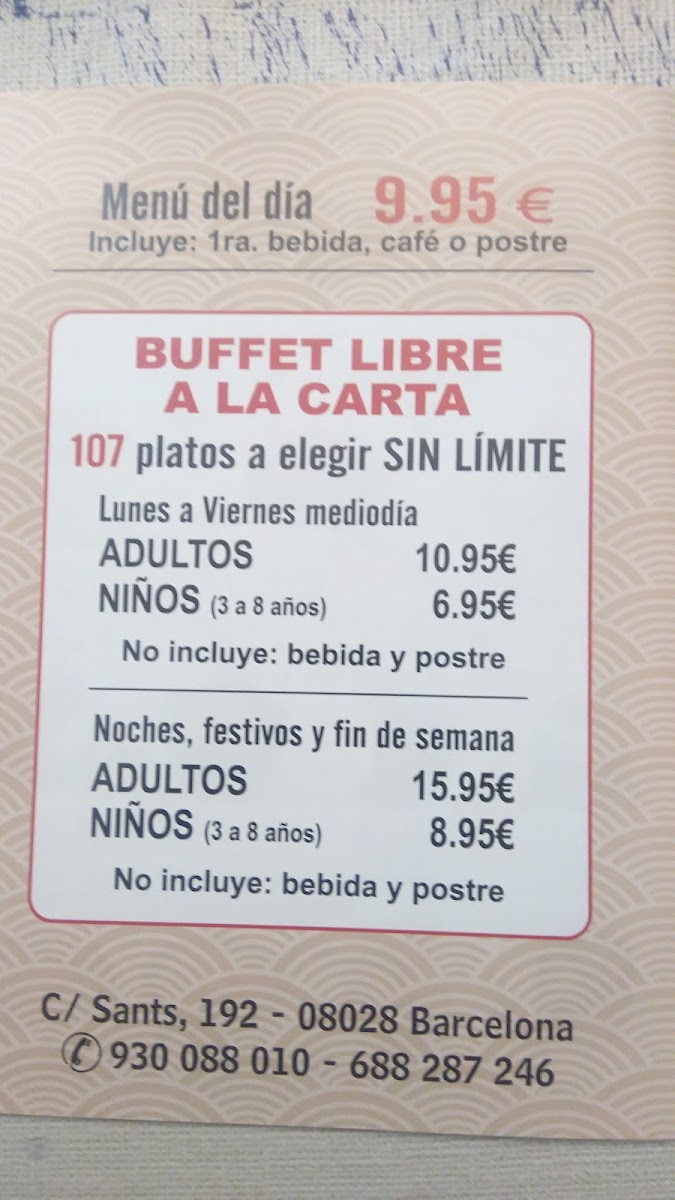 Menú del día 9.95 €
Incluye: 1ra. bebida, café o postre
BUFFET LIBRE
A LA CARTA
107 platos a elegir SIN LÍMITE
Lunes a Viernes mediodía
ADULTOS 10.95€
NIÑOS (3 a 8 años) 6.95€
No incluye: bebida y postre
Noches, festivos y fin de semana
ADULTOS 15.95€
NIÑOS (3 a 8 años) 8.95€
No incluye: bebida y postre
C/ Sants, 192 - 08028 Barcelona
✆ 930 088 010 - 688 287 246